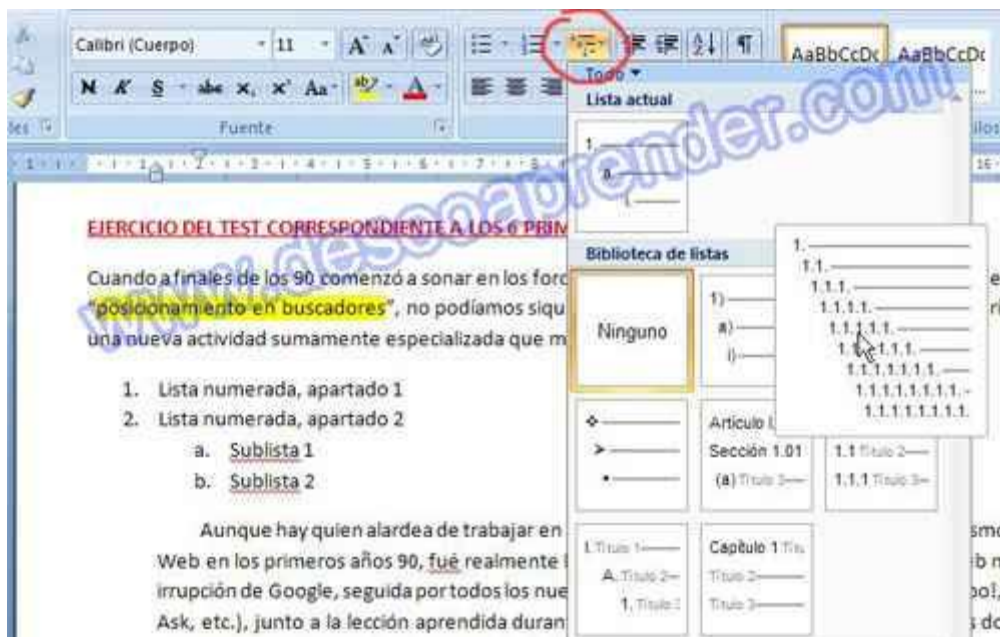 Calibri (Cuerpo) 11 A A
AaBbCcDc AaBbCcDc
N K S abc x, x' Aa ab A
Fuente
Todo
Lista actual
1.
a.
i.
www.deseoaprender.com
EJERCICIO DEL TEST CORRESPONDIENTE A LOS 6 PRIM
Cuando a finales de los 90 comenzó a sonar en los foro
"posicionamiento en buscadores", no podíamos siqu
una nueva actividad sumamente especializada que m
1. Lista numerada, apartado 1
2. Lista numerada, apartado 2
a. Sublista 1
b. Sublista 2
Aunque hay quien alardea de trabajar en
Web en los primeros años 90, fué realmente
irrupción de Google, seguida por todos los nue
Ask, etc.), junto a la lección aprendida duran
Biblioteca de listas
Ninguno
1)
a)
i)
1.
1.1.
1.1.1.
1.1.1.1.
1.1.1.1.1.
1.1.1.1.1.1.
1.1.1.1.1.1.1.
1.1.1.1.1.1.1.1.
1.1.1.1.1.1.1.1.1.
Artículo I.
Sección 1.01
(a) Título 3
1.1 Título 2
1.1.1 Título 3
I. Título 1
A. Título 2
1. Título 3
Capítulo 1 Títu
Título 2
Título 3